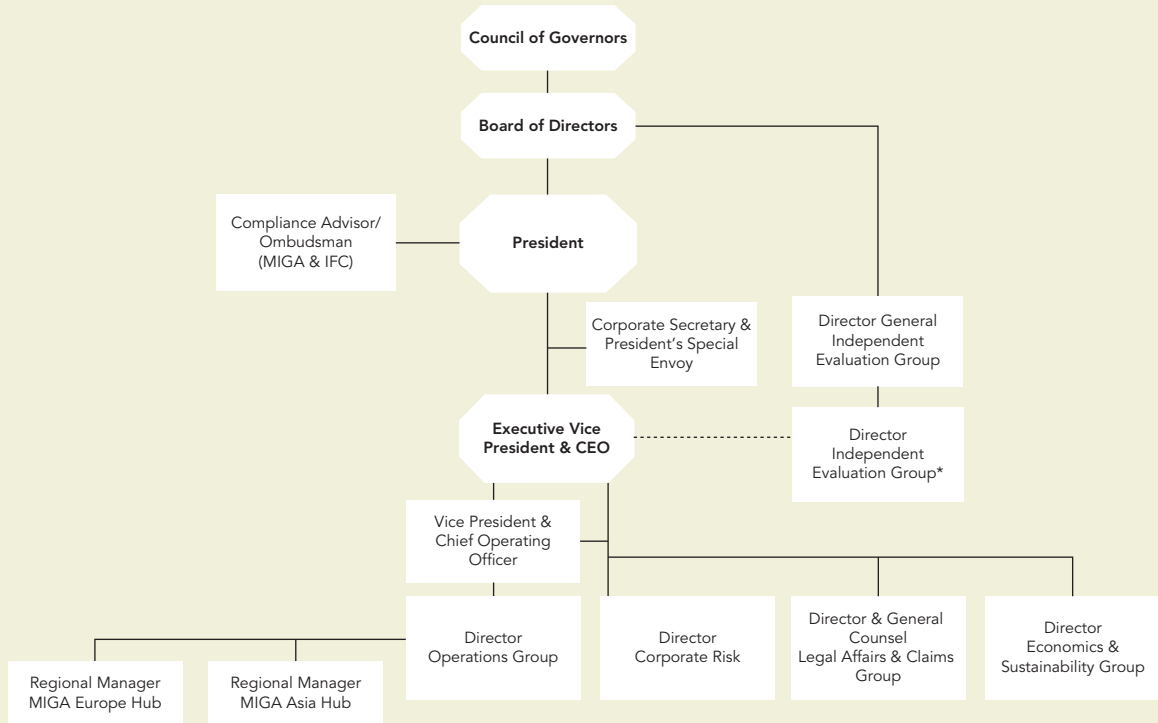 Council of Governors
Board of Directors
Compliance Advisor/
Ombudsman
(MIGA & IFC)
President
Corporate Secretary &
President’s Special
Envoy
Director General
Independent
Evaluation Group
Executive Vice
President & CEO
Director
Independent
Evaluation Group*
Vice President &
Chief Operating
Officer
Director
Operations Group
Director
Corporate Risk
Director & General
Counsel
Legal Affairs & Claims
Group
Director
Economics &
Sustainability Group
Regional Manager
MIGA Europe Hub
Regional Manager
MIGA Asia Hub